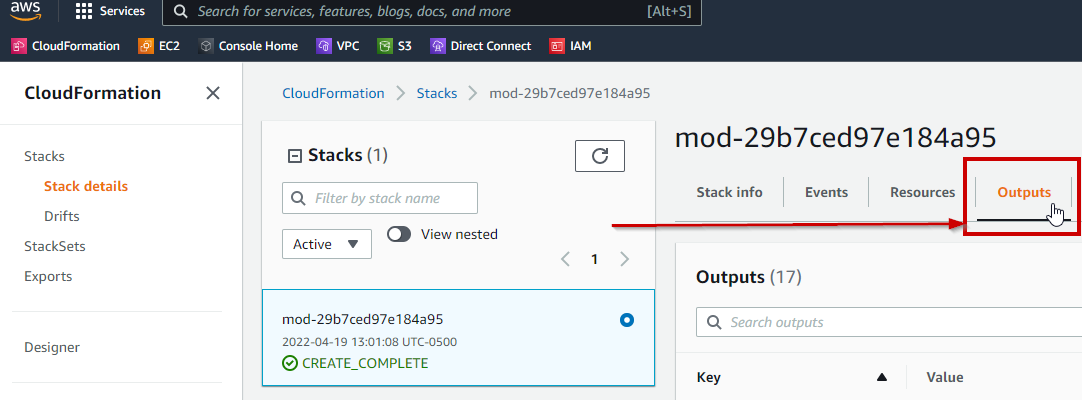 aws
Services
Search for services, features, blogs, docs, and more
[Alt+S]
CloudFormation
EC2
Console Home
VPC
S3
Direct Connect
IAM
CloudFormation
Stacks
Stack details
Drifts
StackSets
Exports
Designer
CloudFormation
Stacks
mod-29b7ced97e184a95
Stacks (1)
Filter by stack name
Active
View nested
1
mod-29b7ced97e184a95
2022-04-19 13:01:08 UTC-0500
CREATE_COMPLETE
mod-29b7ced97e184a95
Stack info
Events
Resources
Outputs
Outputs (17)
Search outputs
Key
Value